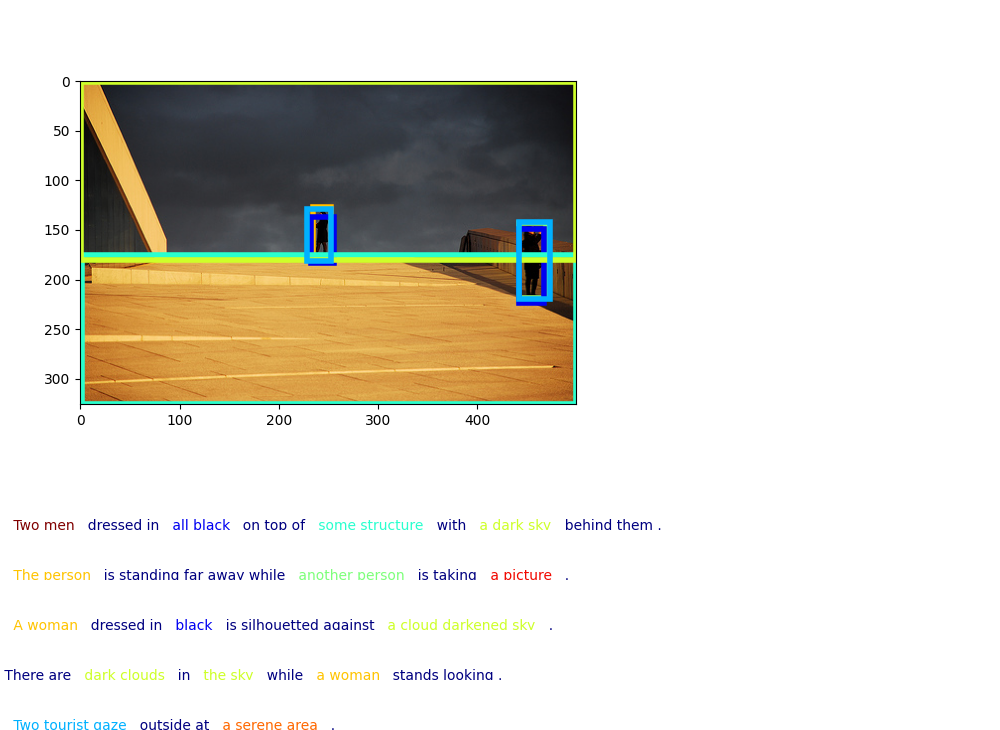 0
50
100
150
200
250
300
0 100 200 300 400
Two men dressed in all black on top of some structure with a dark sky behind them .
The person is standing far away while another person is taking a picture .
A woman dressed in black is silhouetted against a cloud darkened sky .
There are dark clouds in the sky while a woman stands looking .
Two tourist gaze outside at a serene area .